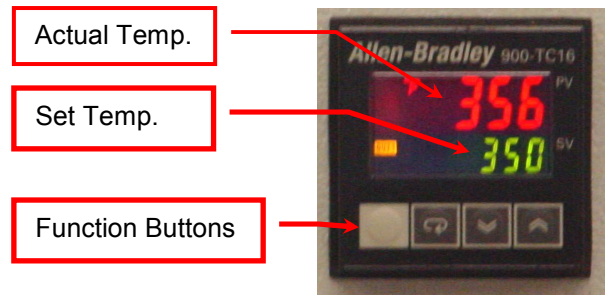 Actual Temp.
Allen-Bradley 900-TC16
356 PV
Set Temp.
350 SV
Function Buttons